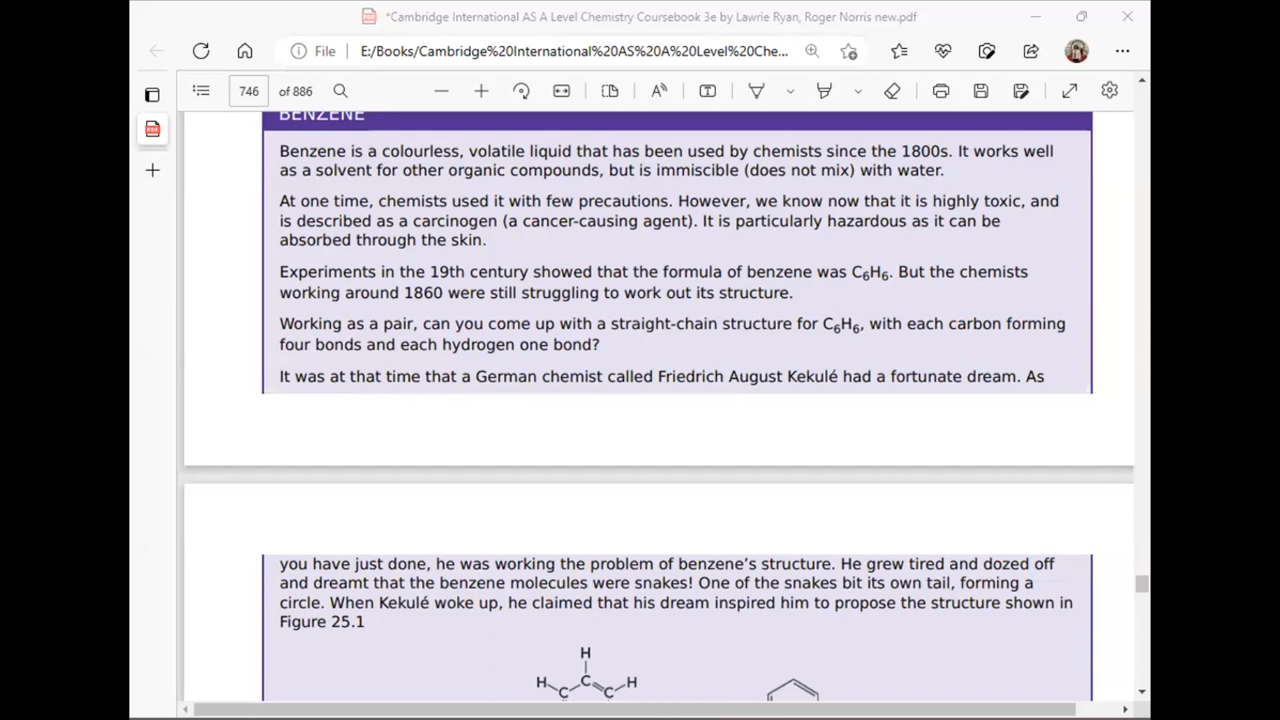 *Cambridge International AS A Level Chemistry Coursebook 3e by Lawrie Ryan, Roger Norris new.pdf
File E:/Books/Cambridge%20International%20AS%20A%20Level%20Che...
746 of 886
BENZENE
Benzene is a colourless, volatile liquid that has been used by chemists since the 1800s. It works well
as a solvent for other organic compounds, but is immiscible (does not mix) with water.
At one time, chemists used it with few precautions. However, we know now that it is highly toxic, and
is described as a carcinogen (a cancer-causing agent). It is particularly hazardous as it can be
absorbed through the skin.
Experiments in the 19th century showed that the formula of benzene was C₆H₆. But the chemists
working around 1860 were still struggling to work out its structure.
Working as a pair, can you come up with a straight-chain structure for C₆H₆, with each carbon forming
four bonds and each hydrogen one bond?
It was at that time that a German chemist called Friedrich August Kekulé had a fortunate dream. As
you have just done, he was working the problem of benzene’s structure. He grew tired and dozed off
and dreamt that the benzene molecules were snakes! One of the snakes bit its own tail, forming a
circle. When Kekulé woke up, he claimed that his dream inspired him to propose the structure shown in
Figure 25.1
H
H C H
C C